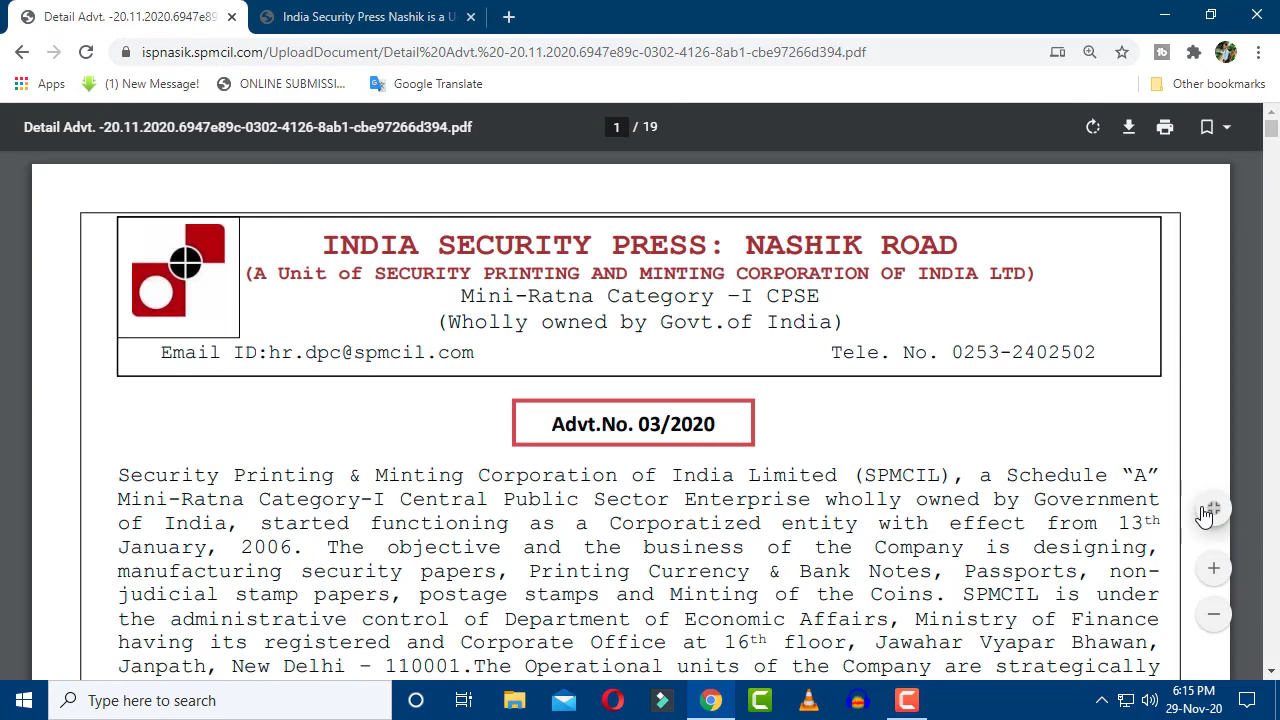 Detail Advt. -20.11.2020.6947e89
India Security Press Nashik is a U
ispnasik.spmcil.com/UploadDocument/Detail%20Advt.%20-20.11.2020.6947e89c-0302-4126-8ab1-cbe97266d394.pdf
Apps
(1) New Message!
ONLINE SUBMISSI...
Google Translate
Other bookmarks
Detail Advt. -20.11.2020.6947e89c-0302-4126-8ab1-cbe97266d394.pdf
1 / 19
INDIA SECURITY PRESS: NASHIK ROAD
(A Unit of SECURITY PRINTING AND MINTING CORPORATION OF INDIA LTD)
Mini-Ratna Category –I CPSE
(Wholly owned by Govt.of India)
Email ID:hr.dpc@spmcil.com
Tele. No. 0253-2402502
Advt.No. 03/2020
Security Printing & Minting Corporation of India Limited (SPMCIL), a Schedule “A”
Mini-Ratna Category-I Central Public Sector Enterprise wholly owned by Government
of India, started functioning as a Corporatized entity with effect from 13th
January, 2006. The objective and the business of the Company is designing,
manufacturing security papers, Printing Currency & Bank Notes, Passports, non-
judicial stamp papers, postage stamps and Minting of the Coins. SPMCIL is under
the administrative control of Department of Economic Affairs, Ministry of Finance
having its registered and Corporate Office at 16th floor, Jawahar Vyapar Bhawan,
Janpath, New Delhi – 110001.The Operational units of the Company are strategically
Type here to search
6:15 PM
29-Nov-20